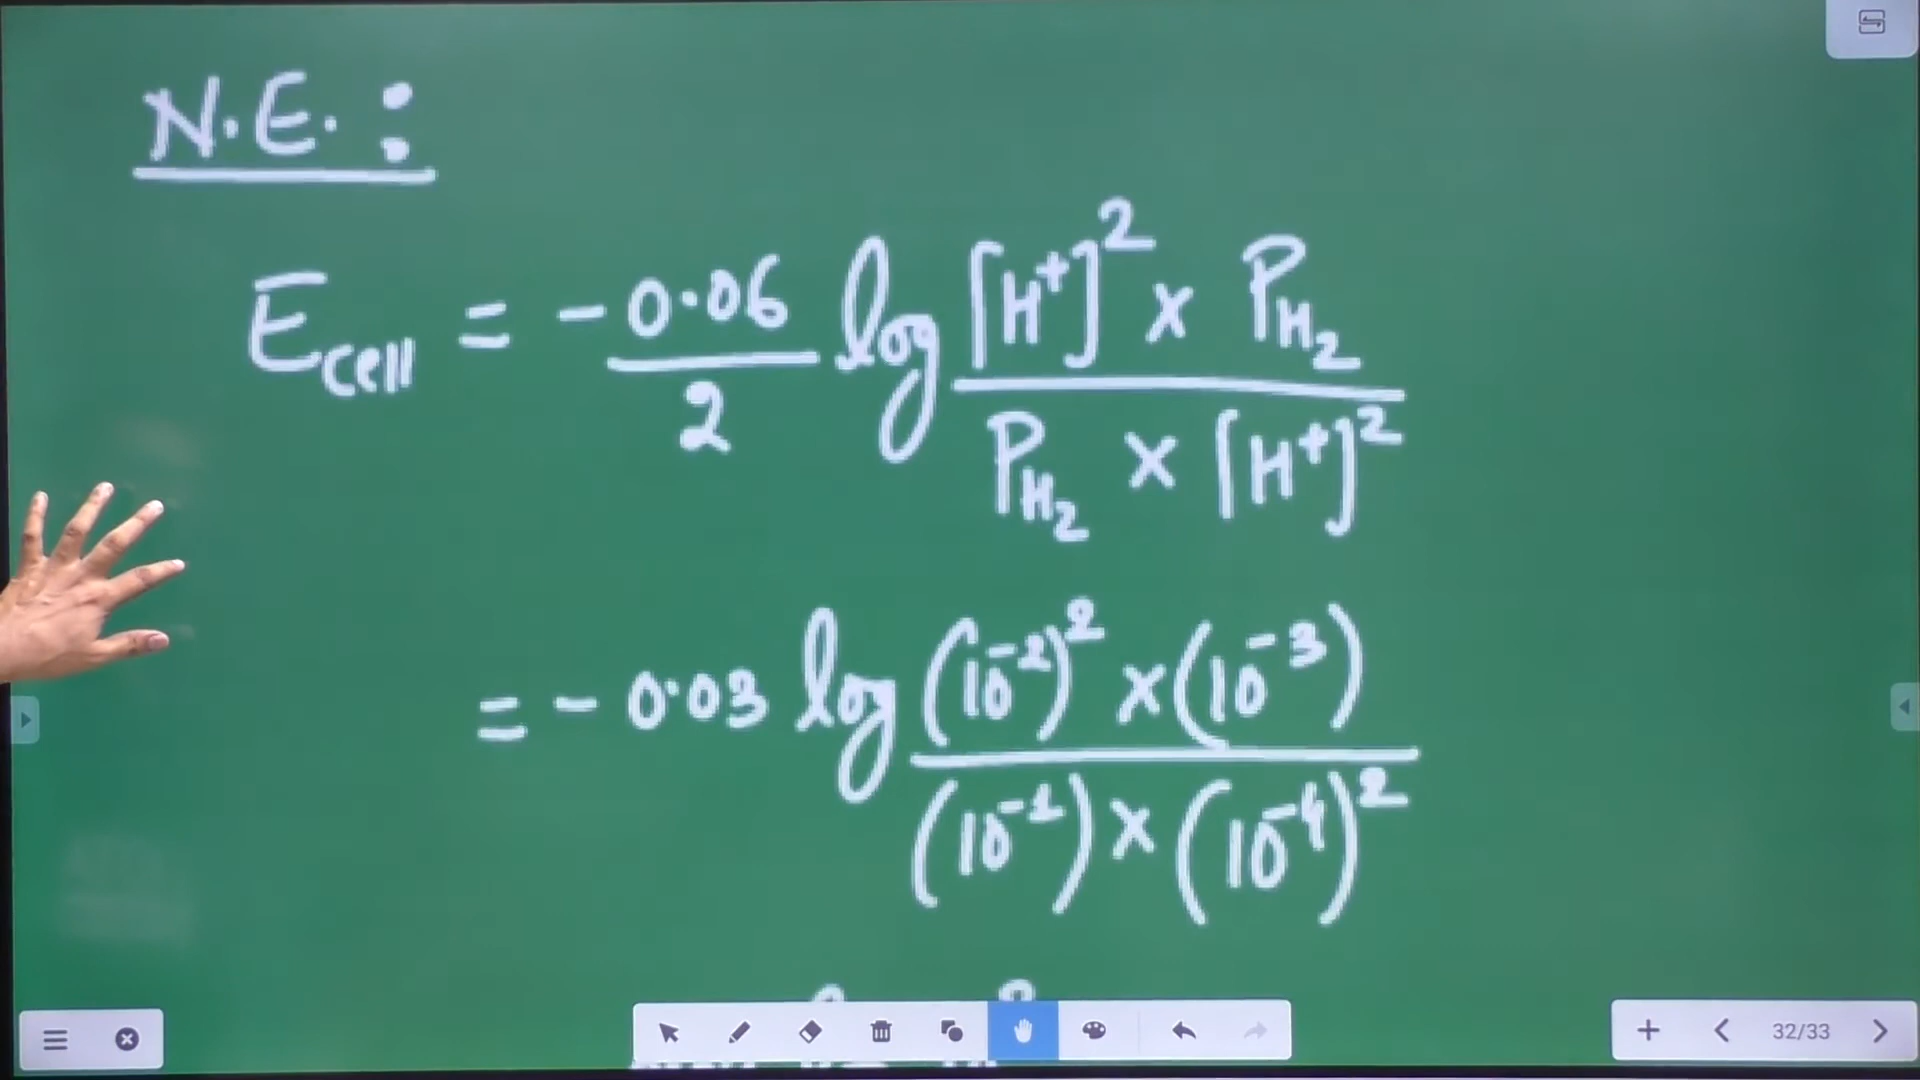 N.E. :
E_cell = - 0.06/2 log [H⁺]² × P_H₂ / P_H₂ × [H⁺]²
= - 0.03 log (10⁻²)² × (10⁻³) / (10⁻¹) × (10⁻⁴)²
32/33